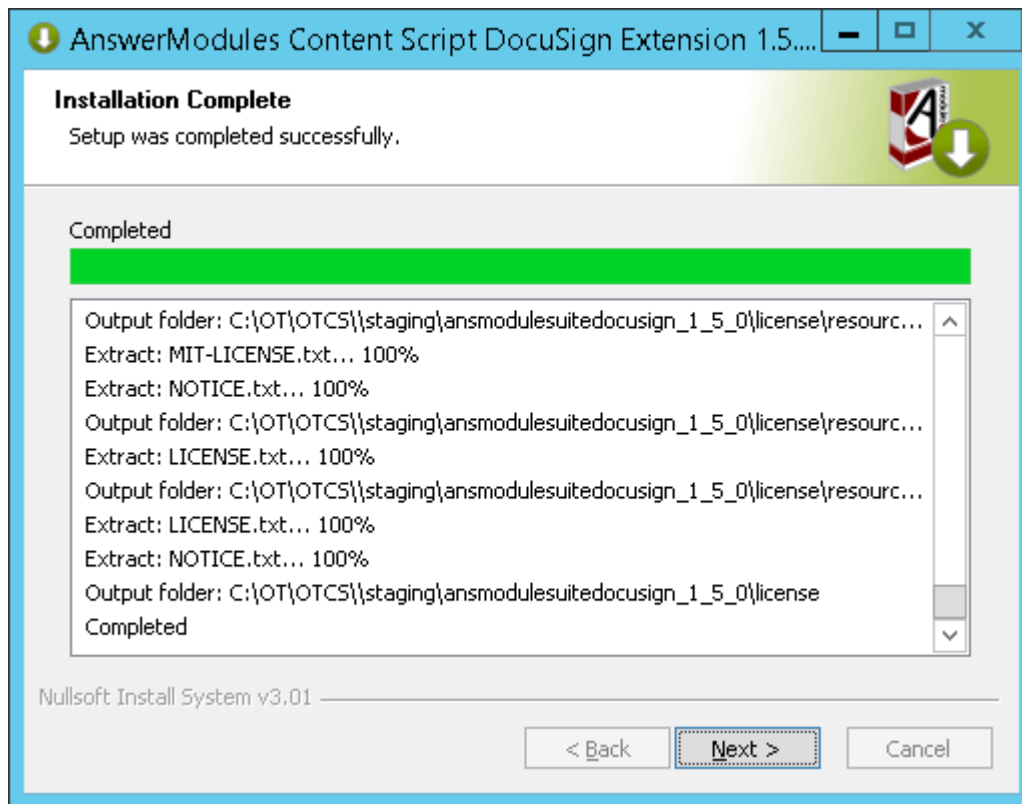 AnswerModules Content Script DocuSign Extension 1.5....
Installation Complete
Setup was completed successfully.
Completed
Output folder: C:\OT\OTCS\\staging\ansmodulesuitedocusign_1_5_0\license\resourc...
Extract: MIT-LICENSE.txt... 100%
Extract: NOTICE.txt... 100%
Output folder: C:\OT\OTCS\\staging\ansmodulesuitedocusign_1_5_0\license\resourc...
Extract: LICENSE.txt... 100%
Output folder: C:\OT\OTCS\\staging\ansmodulesuitedocusign_1_5_0\license\resourc...
Extract: LICENSE.txt... 100%
Extract: NOTICE.txt... 100%
Output folder: C:\OT\OTCS\\staging\ansmodulesuitedocusign_1_5_0\license
Completed
Nullsoft Install System v3.01
< Back
Next >
Cancel